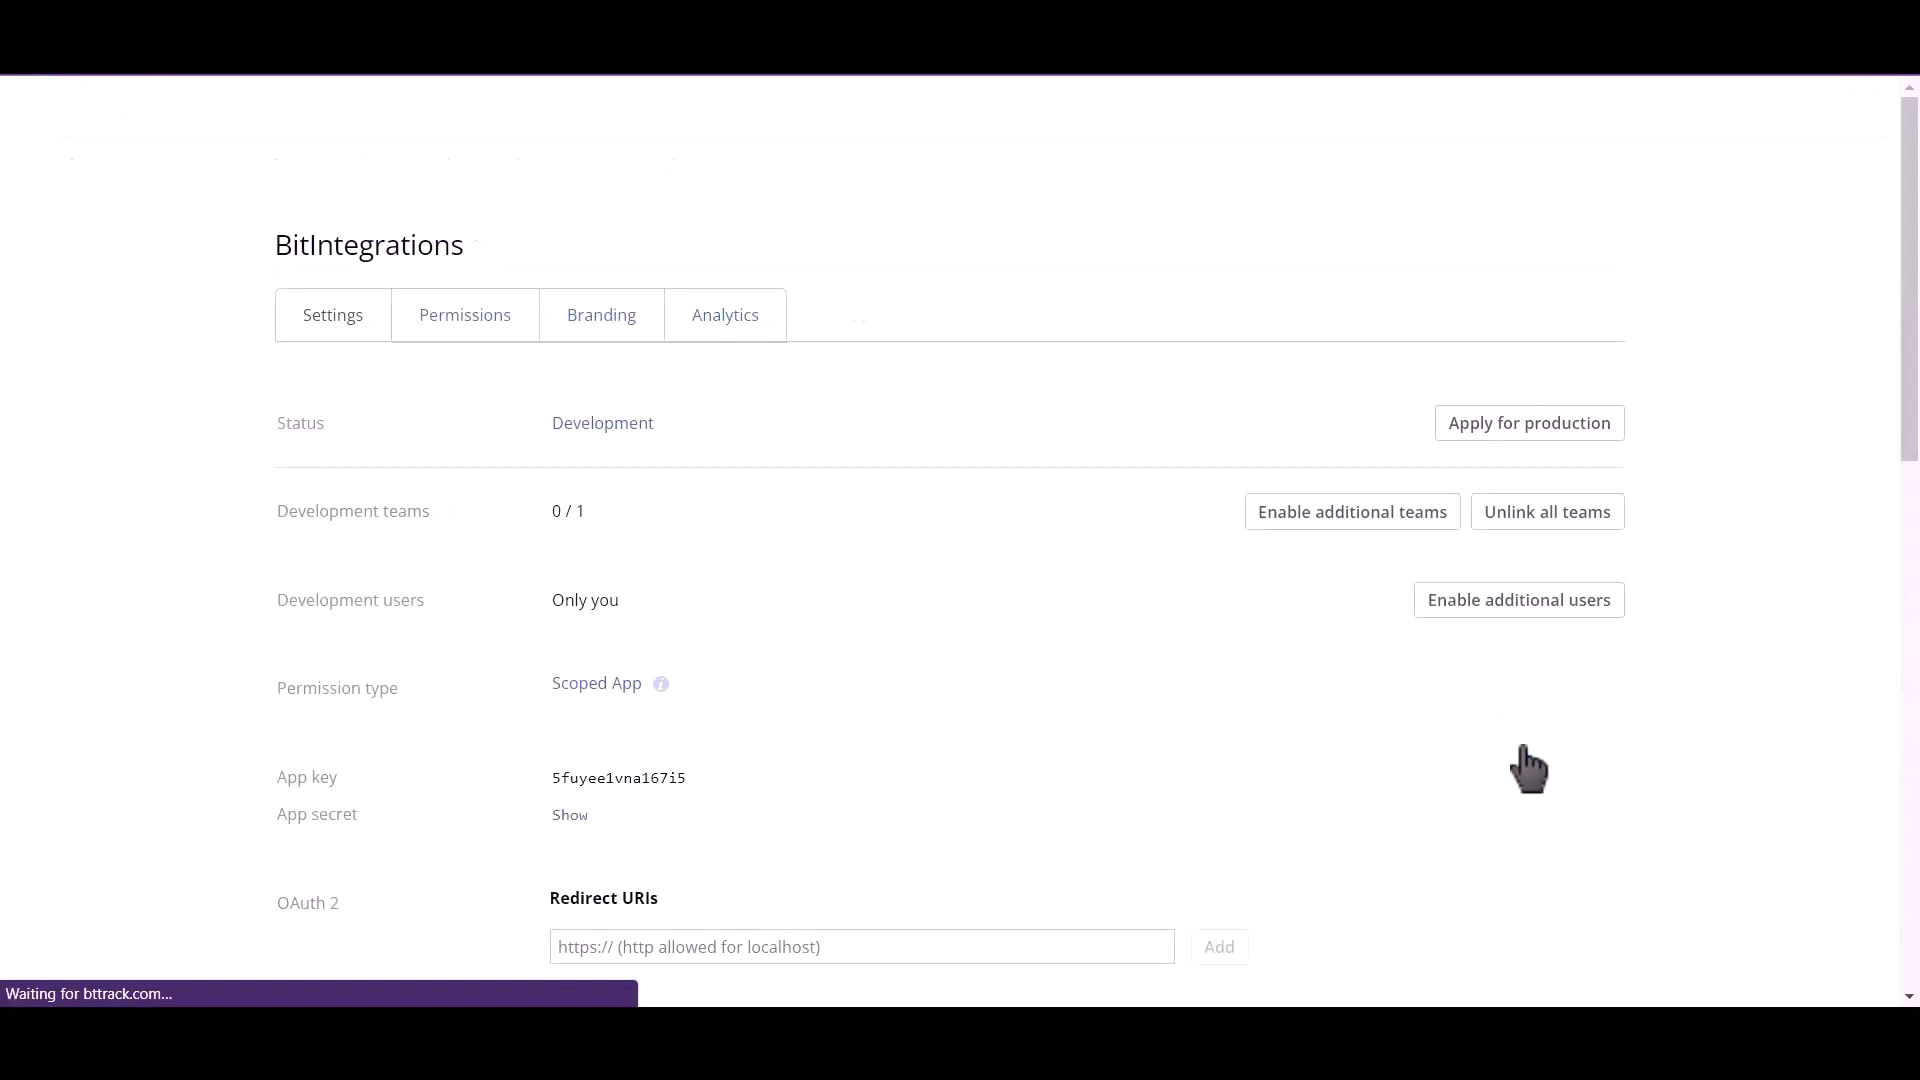 BitIntegrations
Settings Permissions Branding Analytics
Status Development Apply for production
Development teams 0 / 1 Enable additional teams Unlink all teams
Development users Only you Enable additional users
Permission type Scoped App i
App key 5fuyee1vna167i5
App secret Show
OAuth 2 Redirect URIs
https:// (http allowed for localhost) Add
Waiting for bttrack.com...